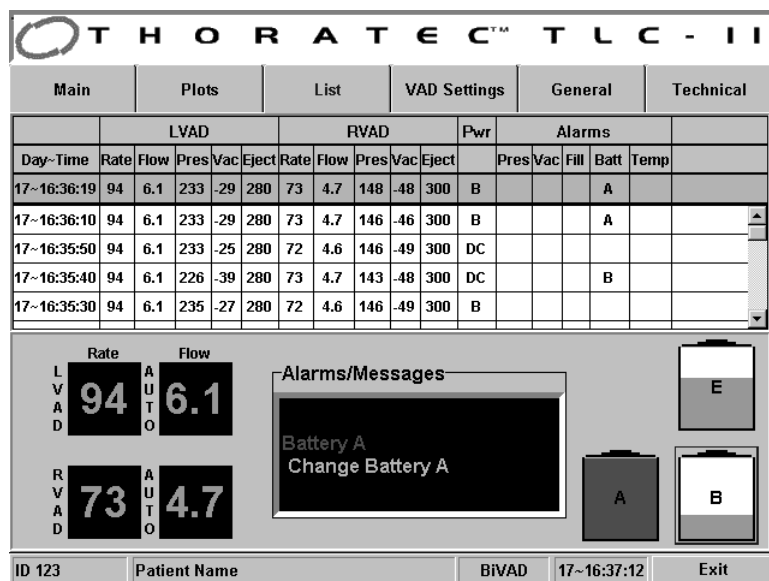 THORATEC™ TLC-II
Main Plots List VAD Settings General Technical
LVAD RVAD Pwr Alarms
Day~Time Rate Flow Pres Vac Eject Rate Flow Pres Vac Eject Pres Vac Fill Batt Temp
17~16:36:19 94 6.1 233 -29 280 73 4.7 148 -48 300 B A
17~16:36:10 94 6.1 233 -29 280 73 4.7 146 -46 300 B A
17~16:35:50 94 6.1 233 -25 280 72 4.6 146 -49 300 DC
17~16:35:40 94 6.1 226 -39 280 73 4.7 143 -48 300 DC B
17~16:35:30 94 6.1 235 -27 280 72 4.6 146 -49 300 B
Rate Flow
LVAD 94 AUTO 6.1
RVAD 73 AUTO 4.7
Alarms/Messages
Battery A
Change Battery A
E
A B
ID 123 Patient Name BiVAD 17~16:37:12 Exit